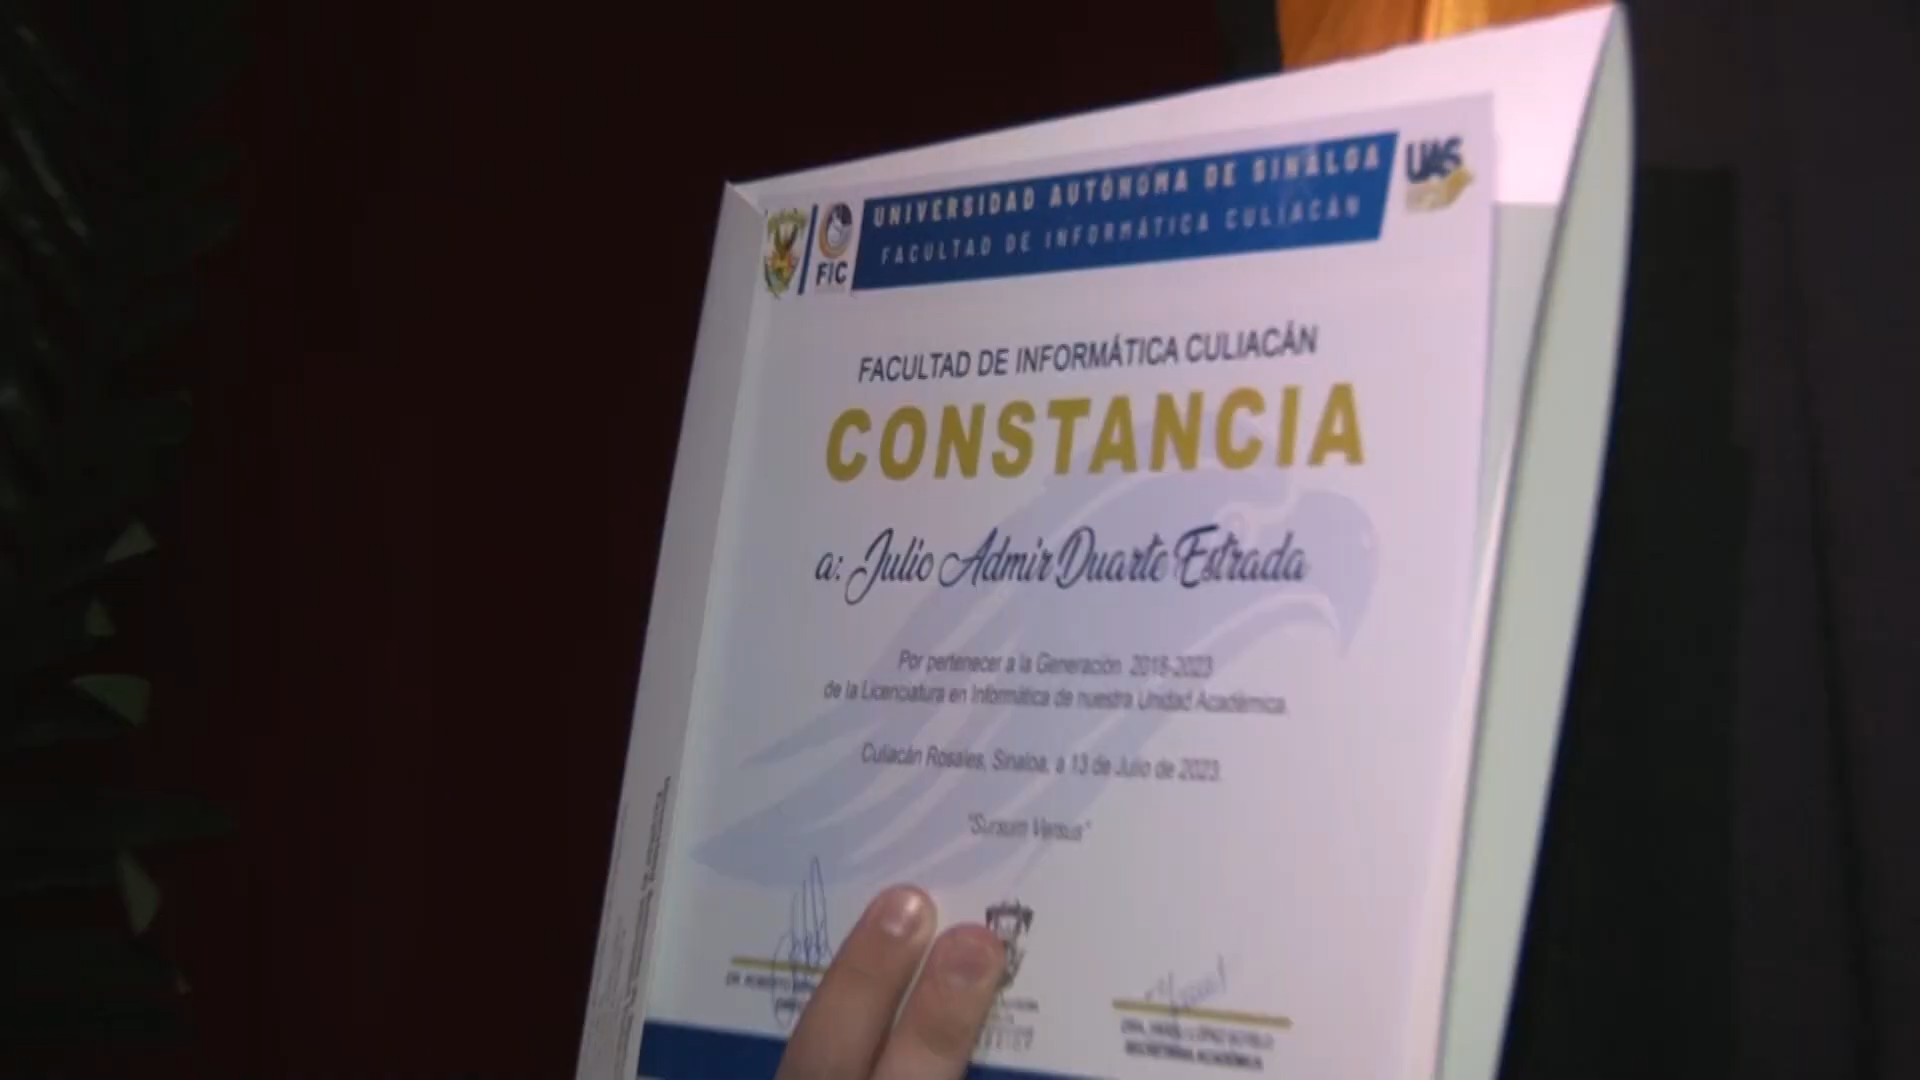 UNIVERSIDAD AUTÓNOMA DE SINALOA
FACULTAD DE INFORMÁTICA CULIACÁN
UAS
FIC
FACULTAD DE INFORMÁTICA CULIACÁN
CONSTANCIA
a: Julio Admir Duarte Estrada
Por pertenecer a la Generación 2018-2023
de la Licenciatura en Informática de nuestra Unidad Académica.
Culiacán Rosales, Sinaloa, a 13 de Julio de 2023.
"Sursum Versus"
SECRETARIA ACADÉMICA